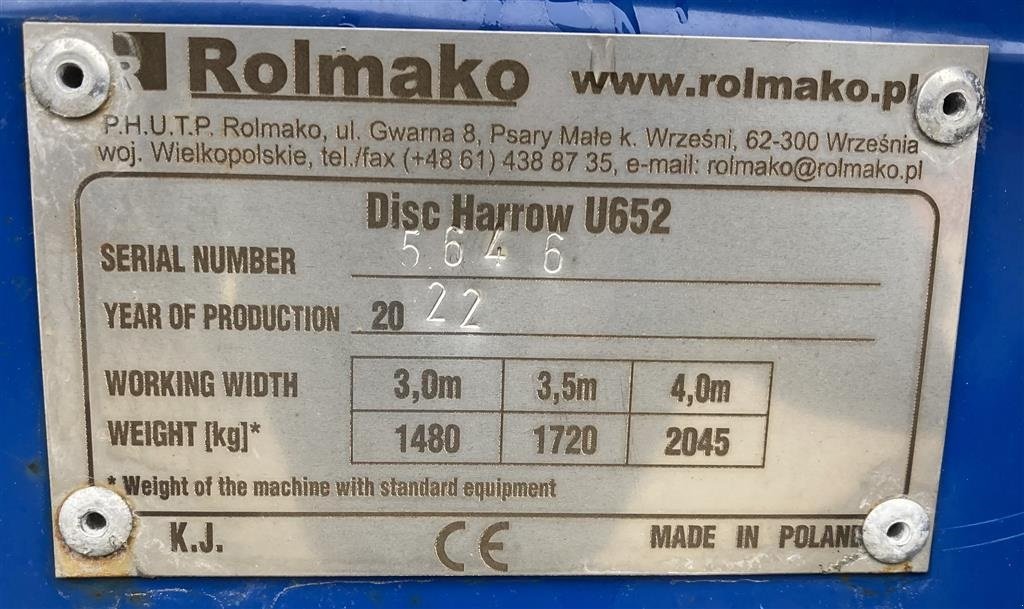 R Rolmako www.rolmako.pl
P.H.U.T.P. Rolmako, ul. Gwarna 8, Psary Małe k. Wrześni, 62-300 Września
woj. Wielkopolskie, tel./fax (+48 61) 438 87 35, e-mail: rolmako@rolmako.pl
Disc Harrow U652
SERIAL NUMBER 5646
YEAR OF PRODUCTION 20 22
WORKING WIDTH 3,0m 3,5m 4,0m
WEIGHT [kg]* 1480 1720 2045
* Weight of the machine with standard equipment
K.J. CE MADE IN POLAND